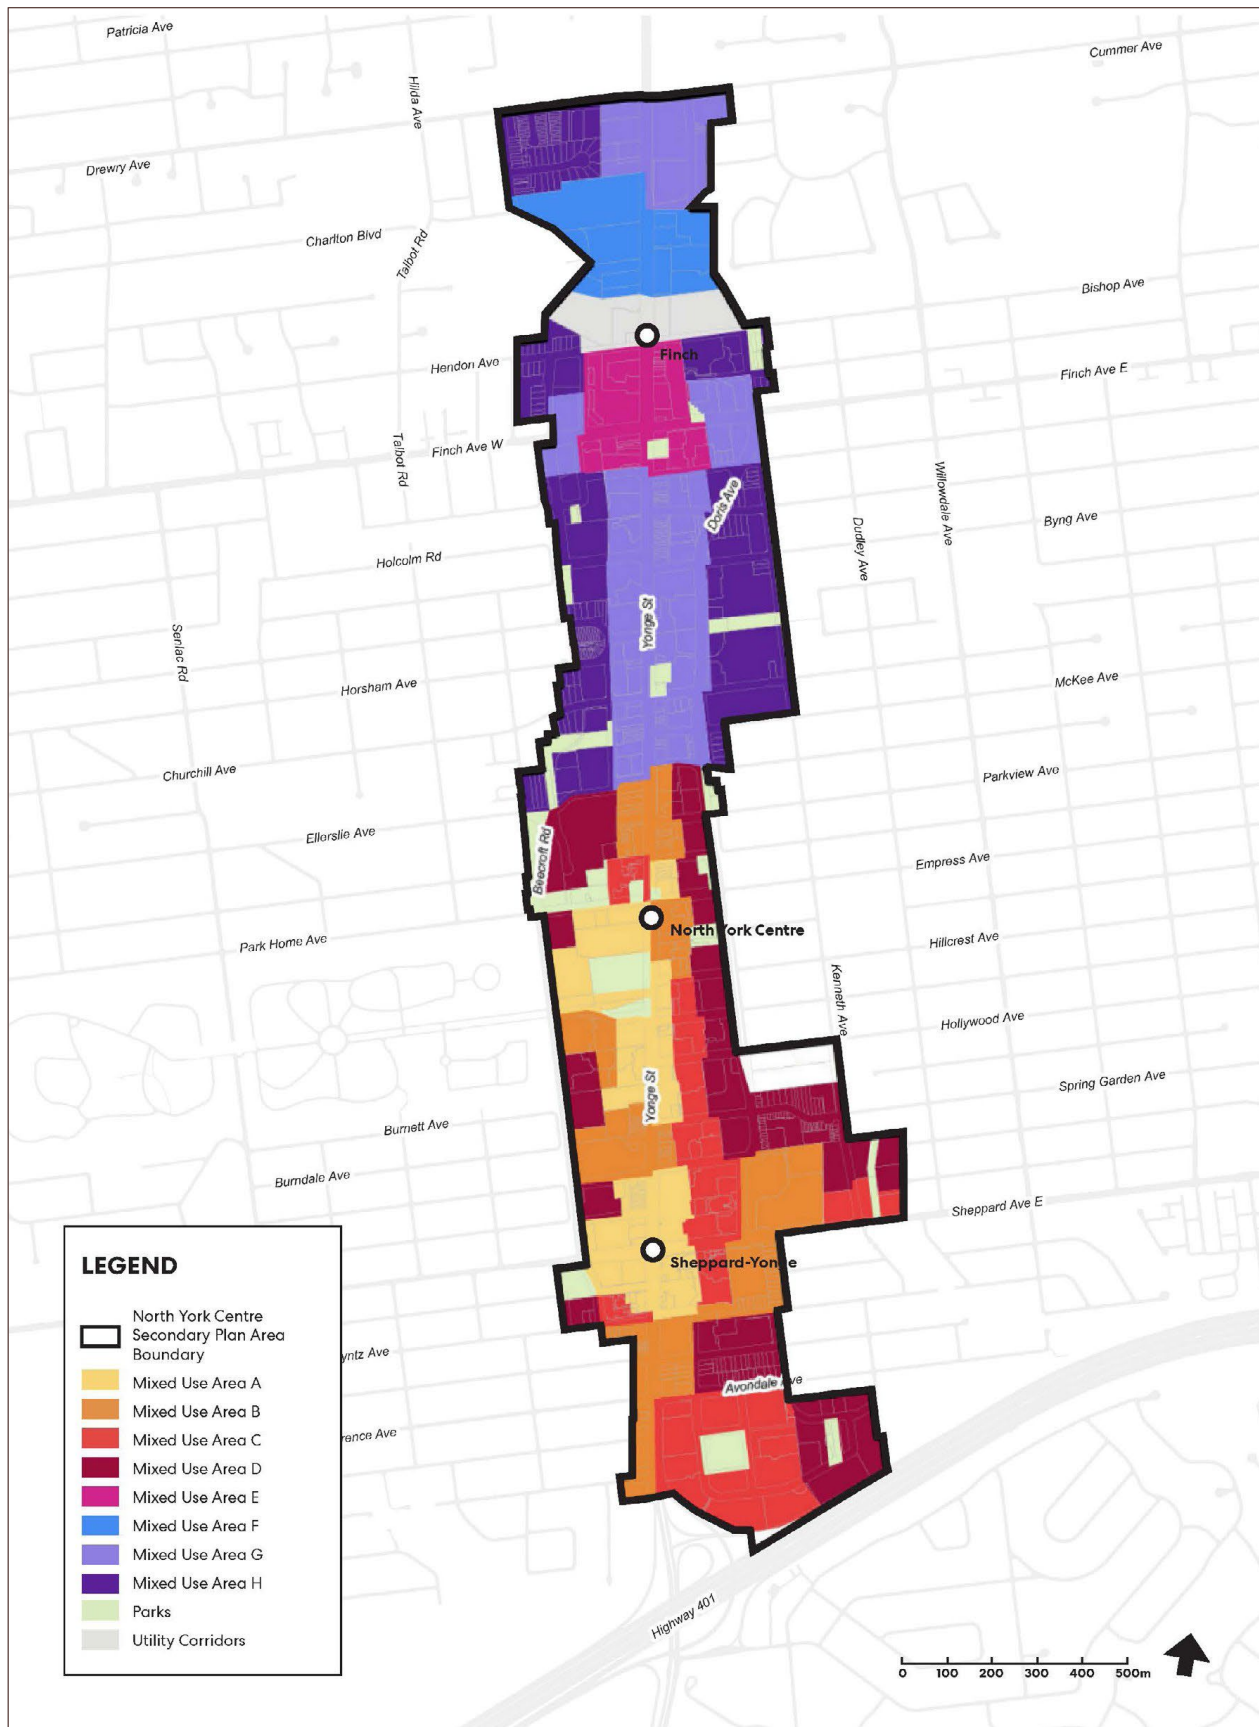 Patricia Ave
Cummer Ave
Hilda Ave
Drewry Ave
Charlton Blvd
Talbot Rd
Bishop Ave
Finch
Hendon Ave
Finch Ave E
Finch Ave W
Talbot Rd
Doris Ave
Willowdale Ave
Dudley Ave
Byng Ave
Holcolm Rd
Yonge St
Senlac Rd
Horsham Ave
McKee Ave
Churchill Ave
Parkview Ave
Ellerslie Ave
Beecroft Rd
Empress Ave
North York Centre
Park Home Ave
Hillcrest Ave
Kenneth Ave
Hollywood Ave
Yonge St
Spring Garden Ave
Burnett Ave
Burndale Ave
Sheppard Ave E
Sheppard-Yonge
yntz Ave
Avondale Ave
rence Ave
Highway 401
LEGEND
North York Centre
Secondary Plan Area
Boundary
Mixed Use Area A
Mixed Use Area B
Mixed Use Area C
Mixed Use Area D
Mixed Use Area E
Mixed Use Area F
Mixed Use Area G
Mixed Use Area H
Parks
Utility Corridors
0 100 200 300 400 500m